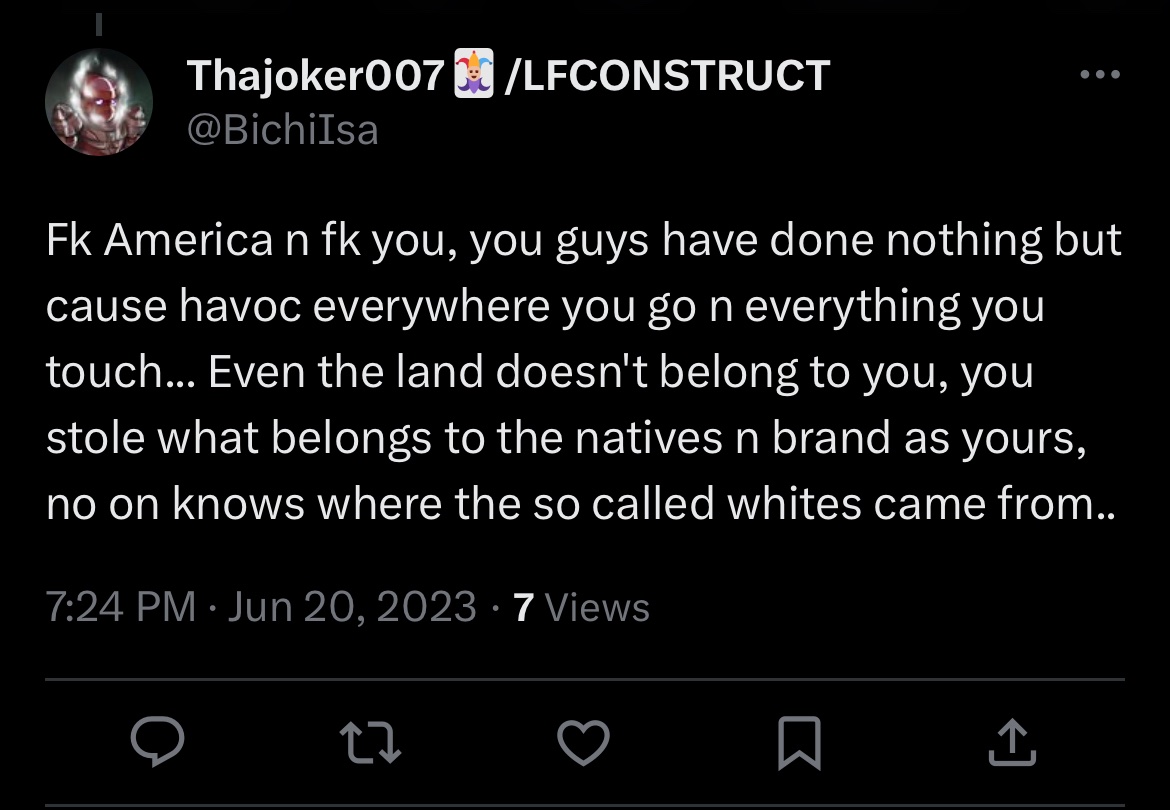 Thajoker007🃏/LFCONSTRUCT
@BichiIsa
Fk America n fk you, you guys have done nothing but
cause havoc everywhere you go n everything you
touch... Even the land doesn't belong to you, you
stole what belongs to the natives n brand as yours,
no on knows where the so called whites came from..
7:24 PM · Jun 20, 2023 · 7 Views